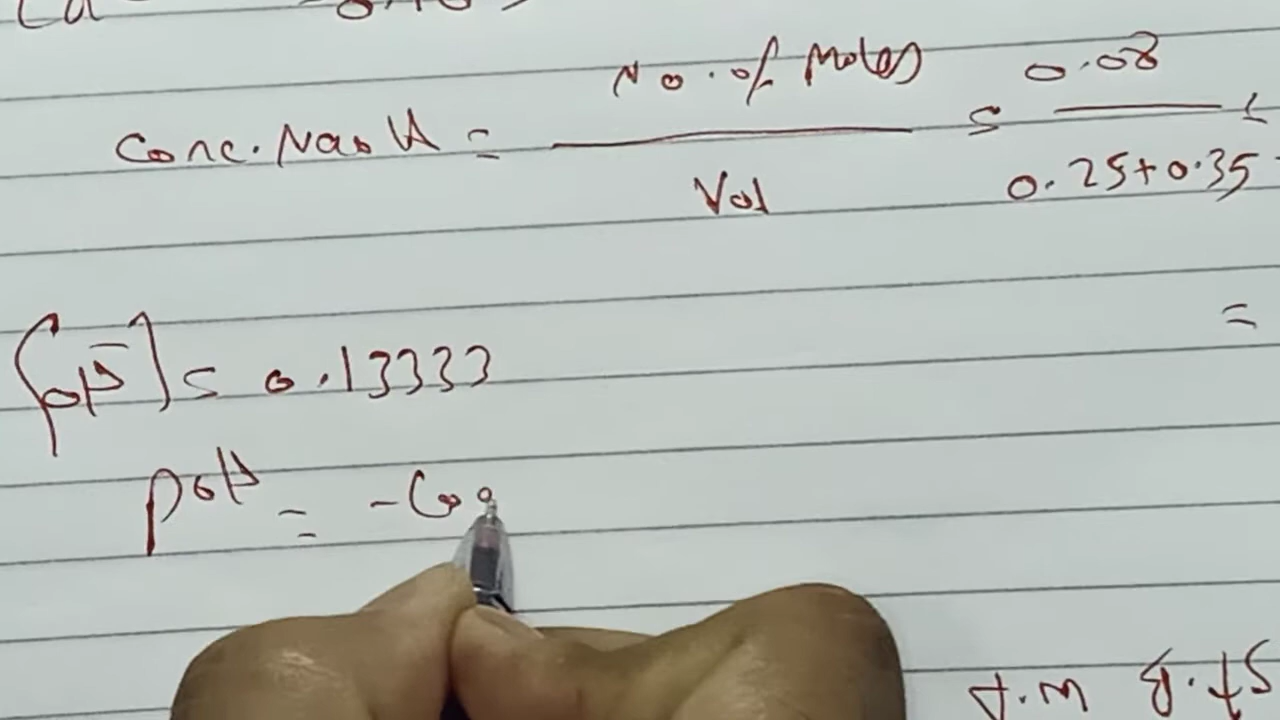 Conc. NaOH = No. of Moles / Vol = 0.08 / 0.25+0.35 =
=
[OH⁻] = 0.13333
pOH = -Log